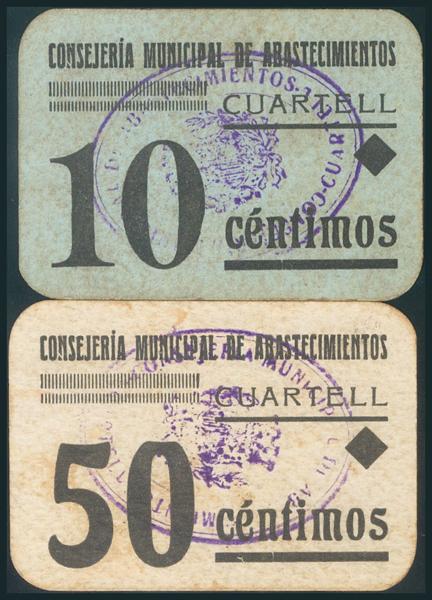 CONSEJERÍA MUNICIPAL DE ABASTECIMIENTOS
CUARTELL
10 céntimos
CONSEJERÍA MUNICIPAL DE ABASTECIMIENTOS
CUARTELL
50 céntimos